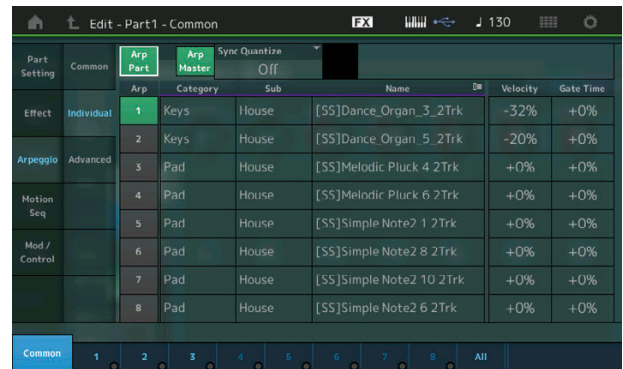 Edit - Part1 - Common FX 130
Part Setting Common Arp Part Arp Master Sync Quantize Off
Arp Category Sub Name Velocity Gate Time
Effect Individual 1 Keys House [SS]Dance_Organ_3_2Trk -32% +0%
2 Keys House [SS]Dance_Organ_5_2Trk -20% +0%
Arpeggio Advanced 3 Pad House [SS]Melodic Pluck 4 2Trk +0% +0%
Motion Seq 4 Pad House [SS]Melodic Pluck 6 2Trk +0% +0%
5 Pad House [SS]Simple Note2 1 2Trk +0% +0%
Mod / Control 6 Pad House [SS]Simple Note2 8 2Trk +0% +0%
7 Pad House [SS]Simple Note2 10 2Trk +0% +0%
8 Pad House [SS]Simple Note2 6 2Trk +0% +0%
Common 1 2 3 4 5 6 7 8 All